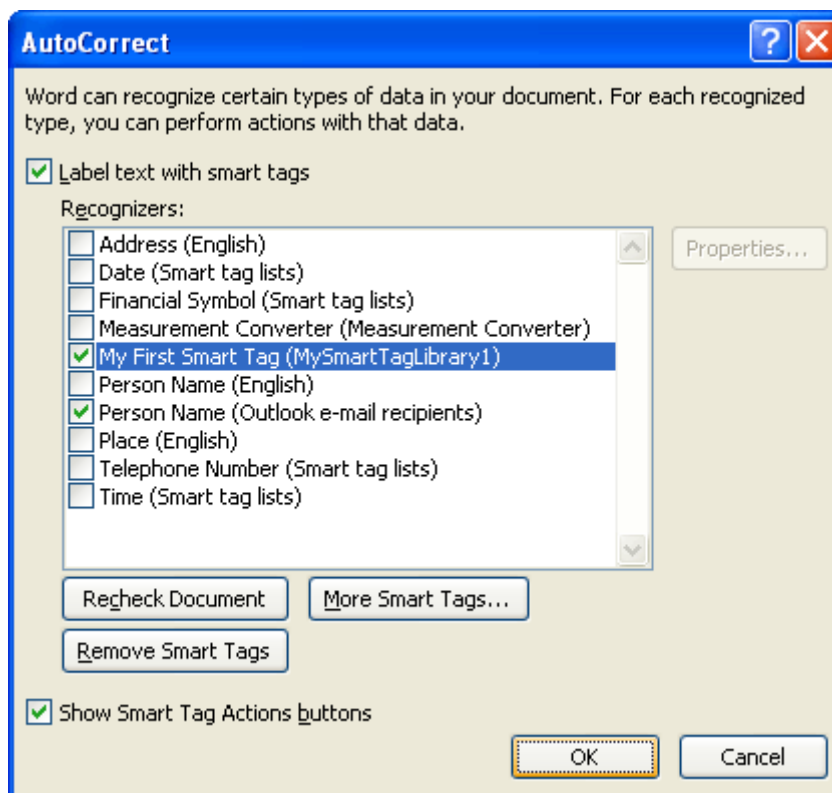 AutoCorrect
Word can recognize certain types of data in your document. For each recognized
type, you can perform actions with that data.
Label text with smart tags
Recognizers:
Address (English)
Properties...
Date (Smart tag lists)
Financial Symbol (Smart tag lists)
Measurement Converter (Measurement Converter)
My First Smart Tag (MySmartTagLibrary1)
Person Name (English)
Person Name (Outlook e-mail recipients)
Place (English)
Telephone Number (Smart tag lists)
Time (Smart tag lists)
Recheck Document
More Smart Tags...
Remove Smart Tags
Show Smart Tag Actions buttons
OK
Cancel